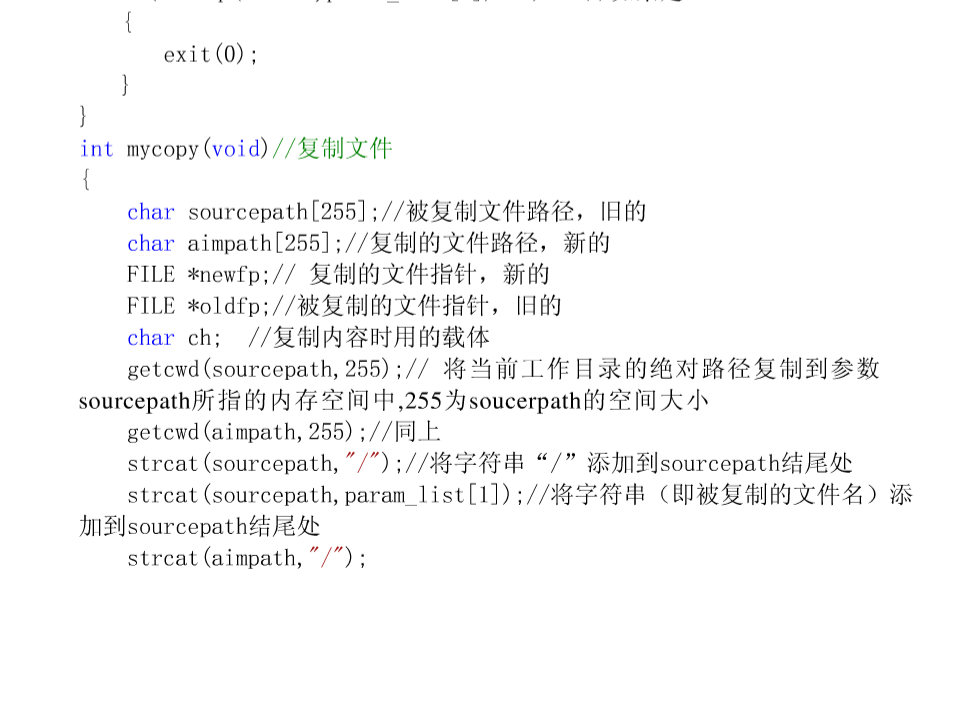 {
exit(0);
}
}
int mycopy(void)//复制文件
{
char sourcepath[255];//被复制文件路径，旧的
char aimpath[255];//复制的文件路径，新的
FILE *newfp;// 复制的文件指针，新的
FILE *oldfp;//被复制的文件指针，旧的
char ch;  //复制内容时用的载体
getcwd(sourcepath,255);// 将当前工作目录的绝对路径复制到参数
sourcepath所指的内存空间中,255为soucerpath的空间大小
getcwd(aimpath,255);//同上
strcat(sourcepath,"/");//将字符串“/”添加到sourcepath结尾处
strcat(sourcepath,param_list[1]);//将字符串（即被复制的文件名）添
加到sourcepath结尾处
strcat(aimpath,"/");